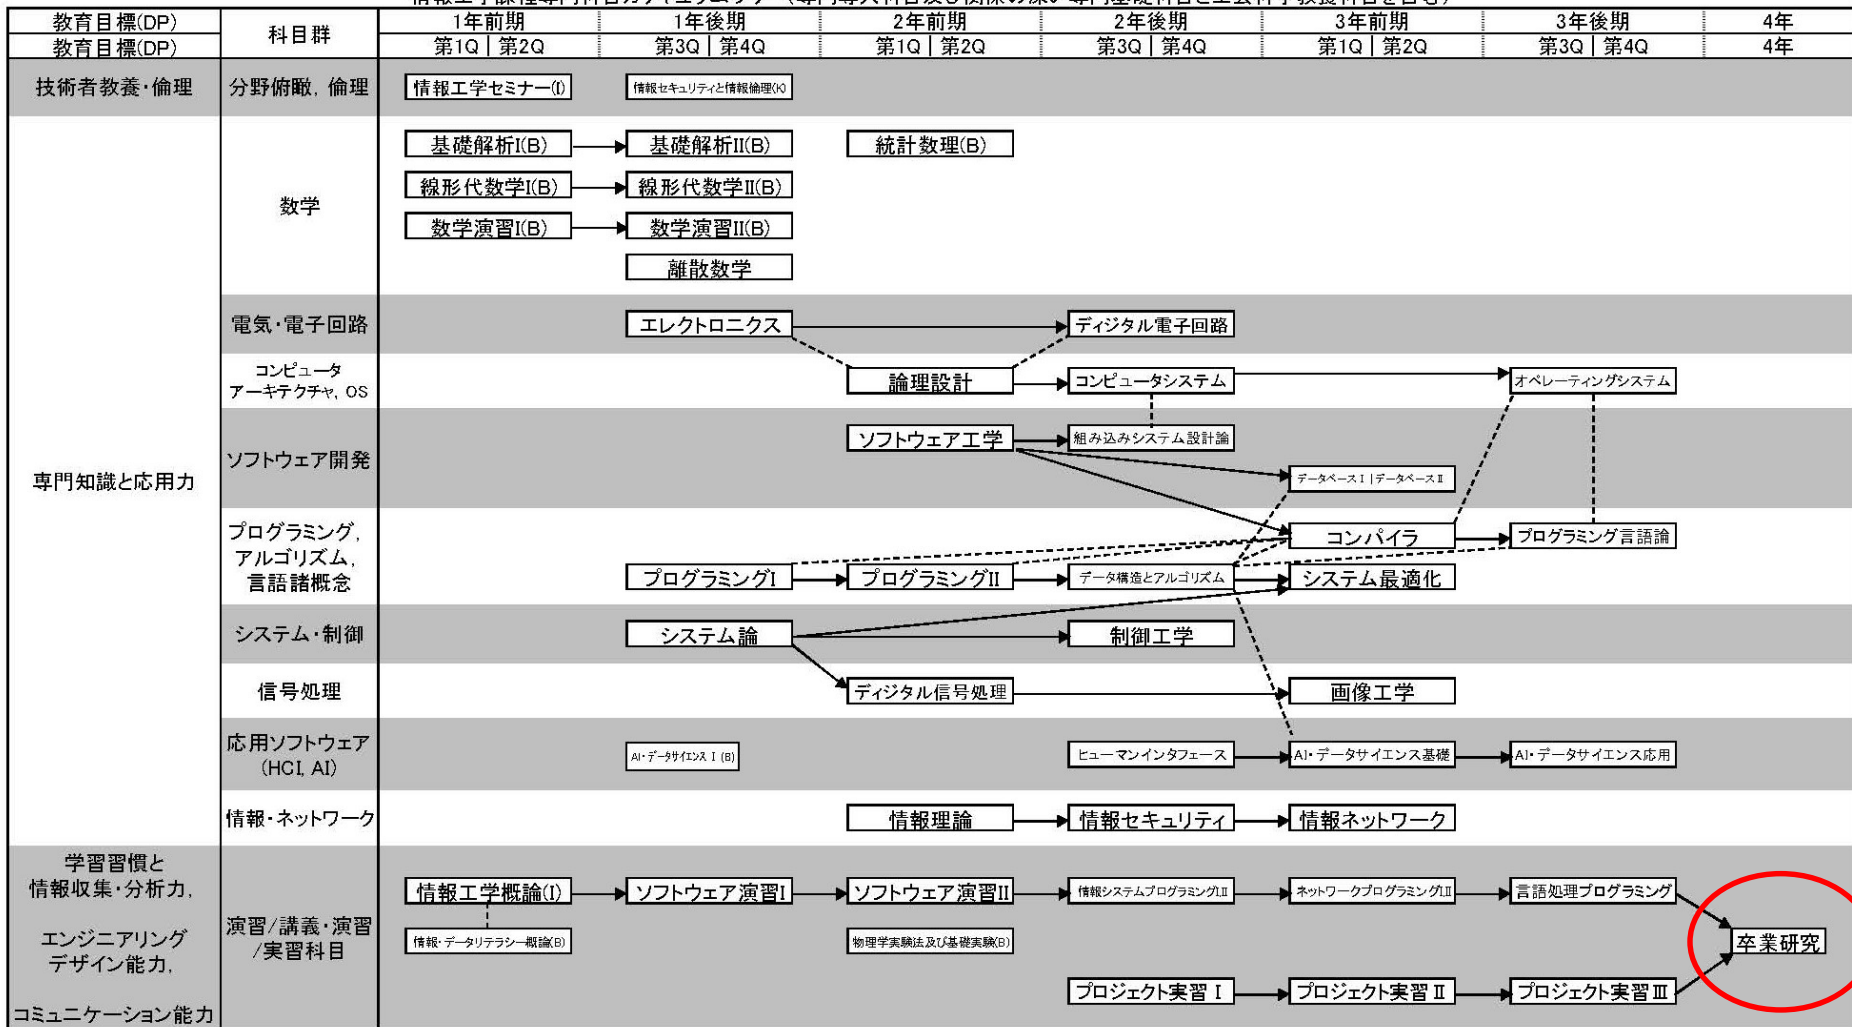 教育目標(DP) 科目群 1年前期 1年後期 2年前期 2年後期 3年前期 3年後期 4年
教育目標(DP) 第1Q 第2Q 第3Q 第4Q 第1Q 第2Q 第3Q 第4Q 第1Q 第2Q 第3Q 第4Q 4年
技術者教養・倫理 分野俯瞰, 倫理 情報工学セミナー(I) 情報セキュリティと情報倫理(K)
専門知識と応用力
数学
基礎解析I(B) 基礎解析II(B) 統計数理(B)
線形代数学I(B) 線形代数学II(B)
数学演習I(B) 数学演習II(B)
離散数学
電気・電子回路 エレクトロニクス ディジタル電子回路
コンピュータ
アーキテクチャ, OS
論理設計 コンピュータシステム オペレーティングシステム
ソフトウェア開発
ソフトウェア工学 組み込みシステム設計論
データベースⅠ データベースⅡ
プログラミング,
アルゴリズム,
言語諸概念
コンパイラ プログラミング言語論
プログラミングI プログラミングII データ構造とアルゴリズム システム最適化
システム・制御 システム論 制御工学
信号処理 ディジタル信号処理 画像工学
応用ソフトウェア
(HCI, AI)
AI・データサイエンスⅠ(B) ヒューマンインタフェース AI・データサイエンス基礎 AI・データサイエンス応用
情報・ネットワーク 情報理論 情報セキュリティ 情報ネットワーク
学習習慣と
情報収集・分析力,
エンジニアリング
デザイン能力,
コミュニケーション能力
演習/講義・演習
/実習科目
情報工学概論(I) ソフトウェア演習I ソフトウェア演習II 情報システムプログラミングI,II ネットワークプログラミングI,II 言語処理プログラミング
情報・データリテラシー概論(B) 物理学実験法及び基礎実験(B) 卒業研究
プロジェクト実習Ⅰ プロジェクト実習Ⅱ プロジェクト実習Ⅲ